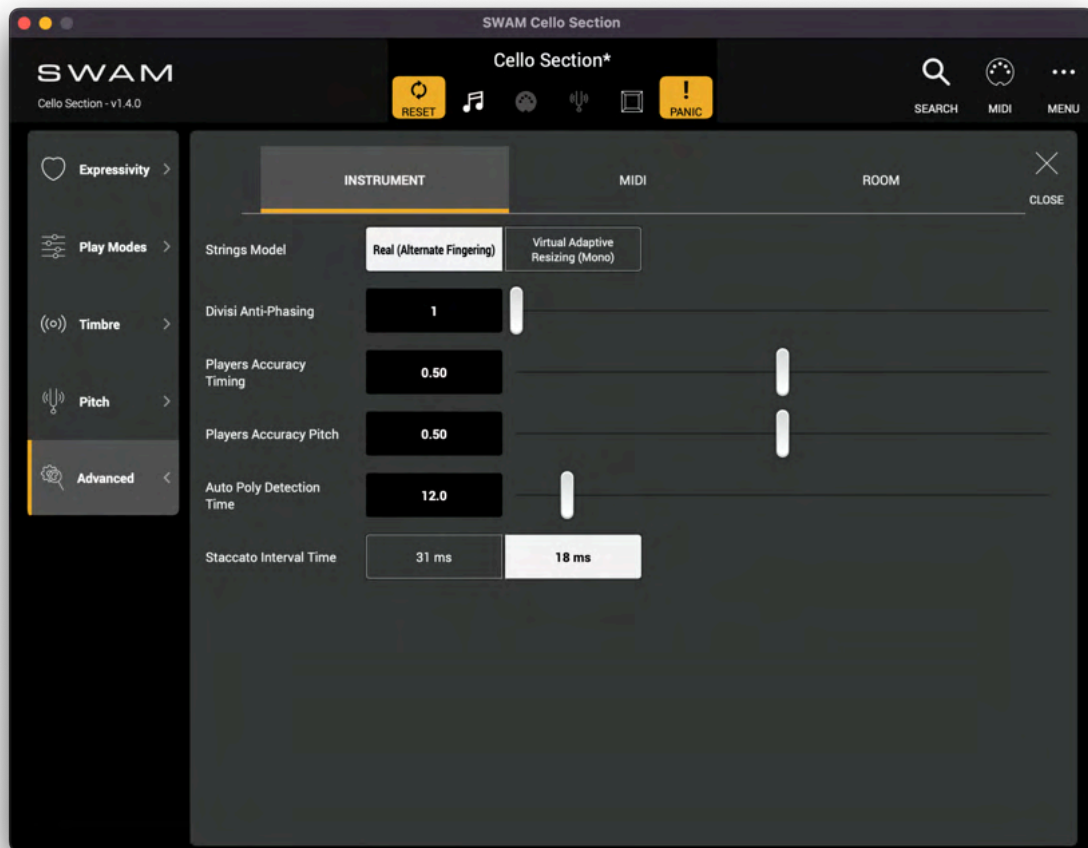 SWAM Cello Section
SWAM
Cello Section - v1.4.0
Cello Section*
RESET
PANIC
SEARCH
MIDI
MENU
Expressivity
Play Modes
Timbre
Pitch
Advanced
INSTRUMENT
MIDI
ROOM
CLOSE
Strings Model
Real (Alternate Fingering)
Virtual Adaptive
Resizing (Mono)
Divisi Anti-Phasing
1
Players Accuracy
Timing
0.50
Players Accuracy Pitch
0.50
Auto Poly Detection
Time
12.0
Staccato Interval Time
31 ms
18 ms